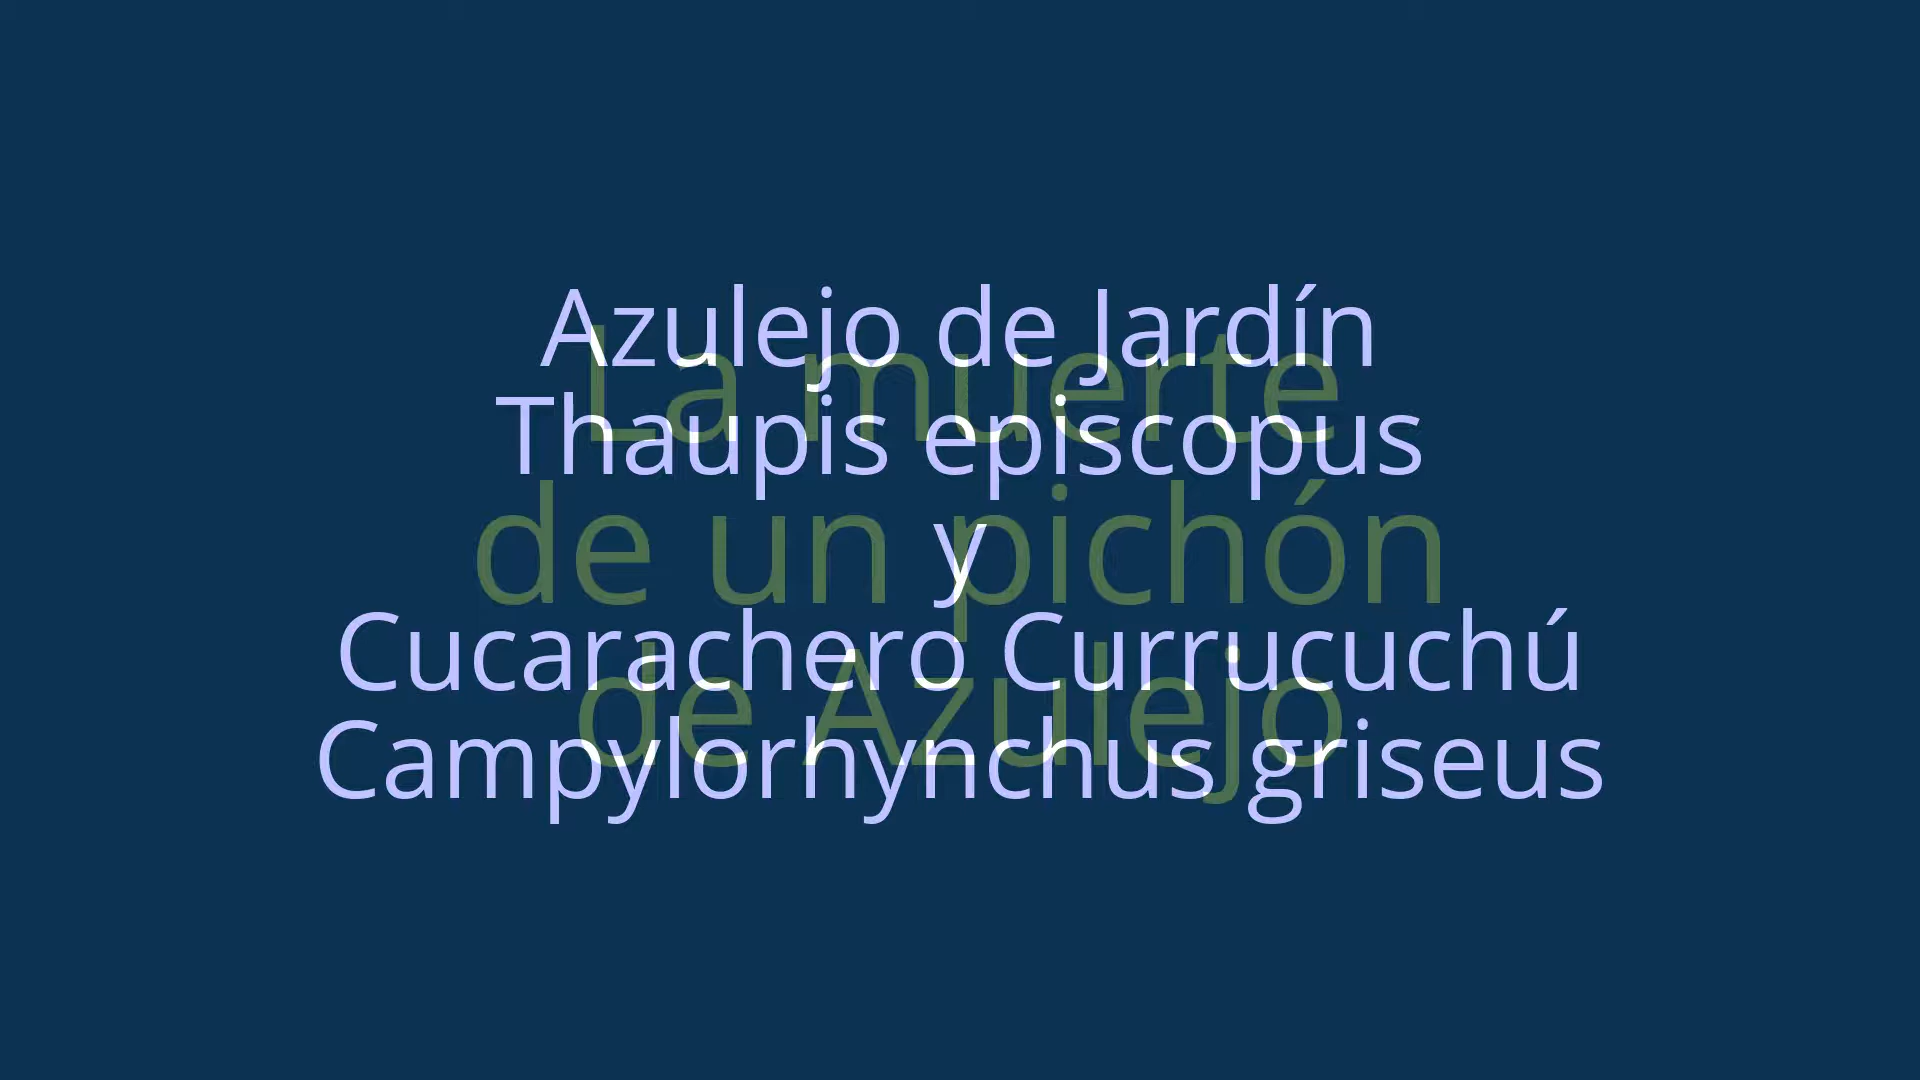 Azulejo de Jardín
Thaupis episcopus
y
Cucarachero Currucuchú
Campylorhynchus griseus
La muerte
de un pichón
de Azulejo